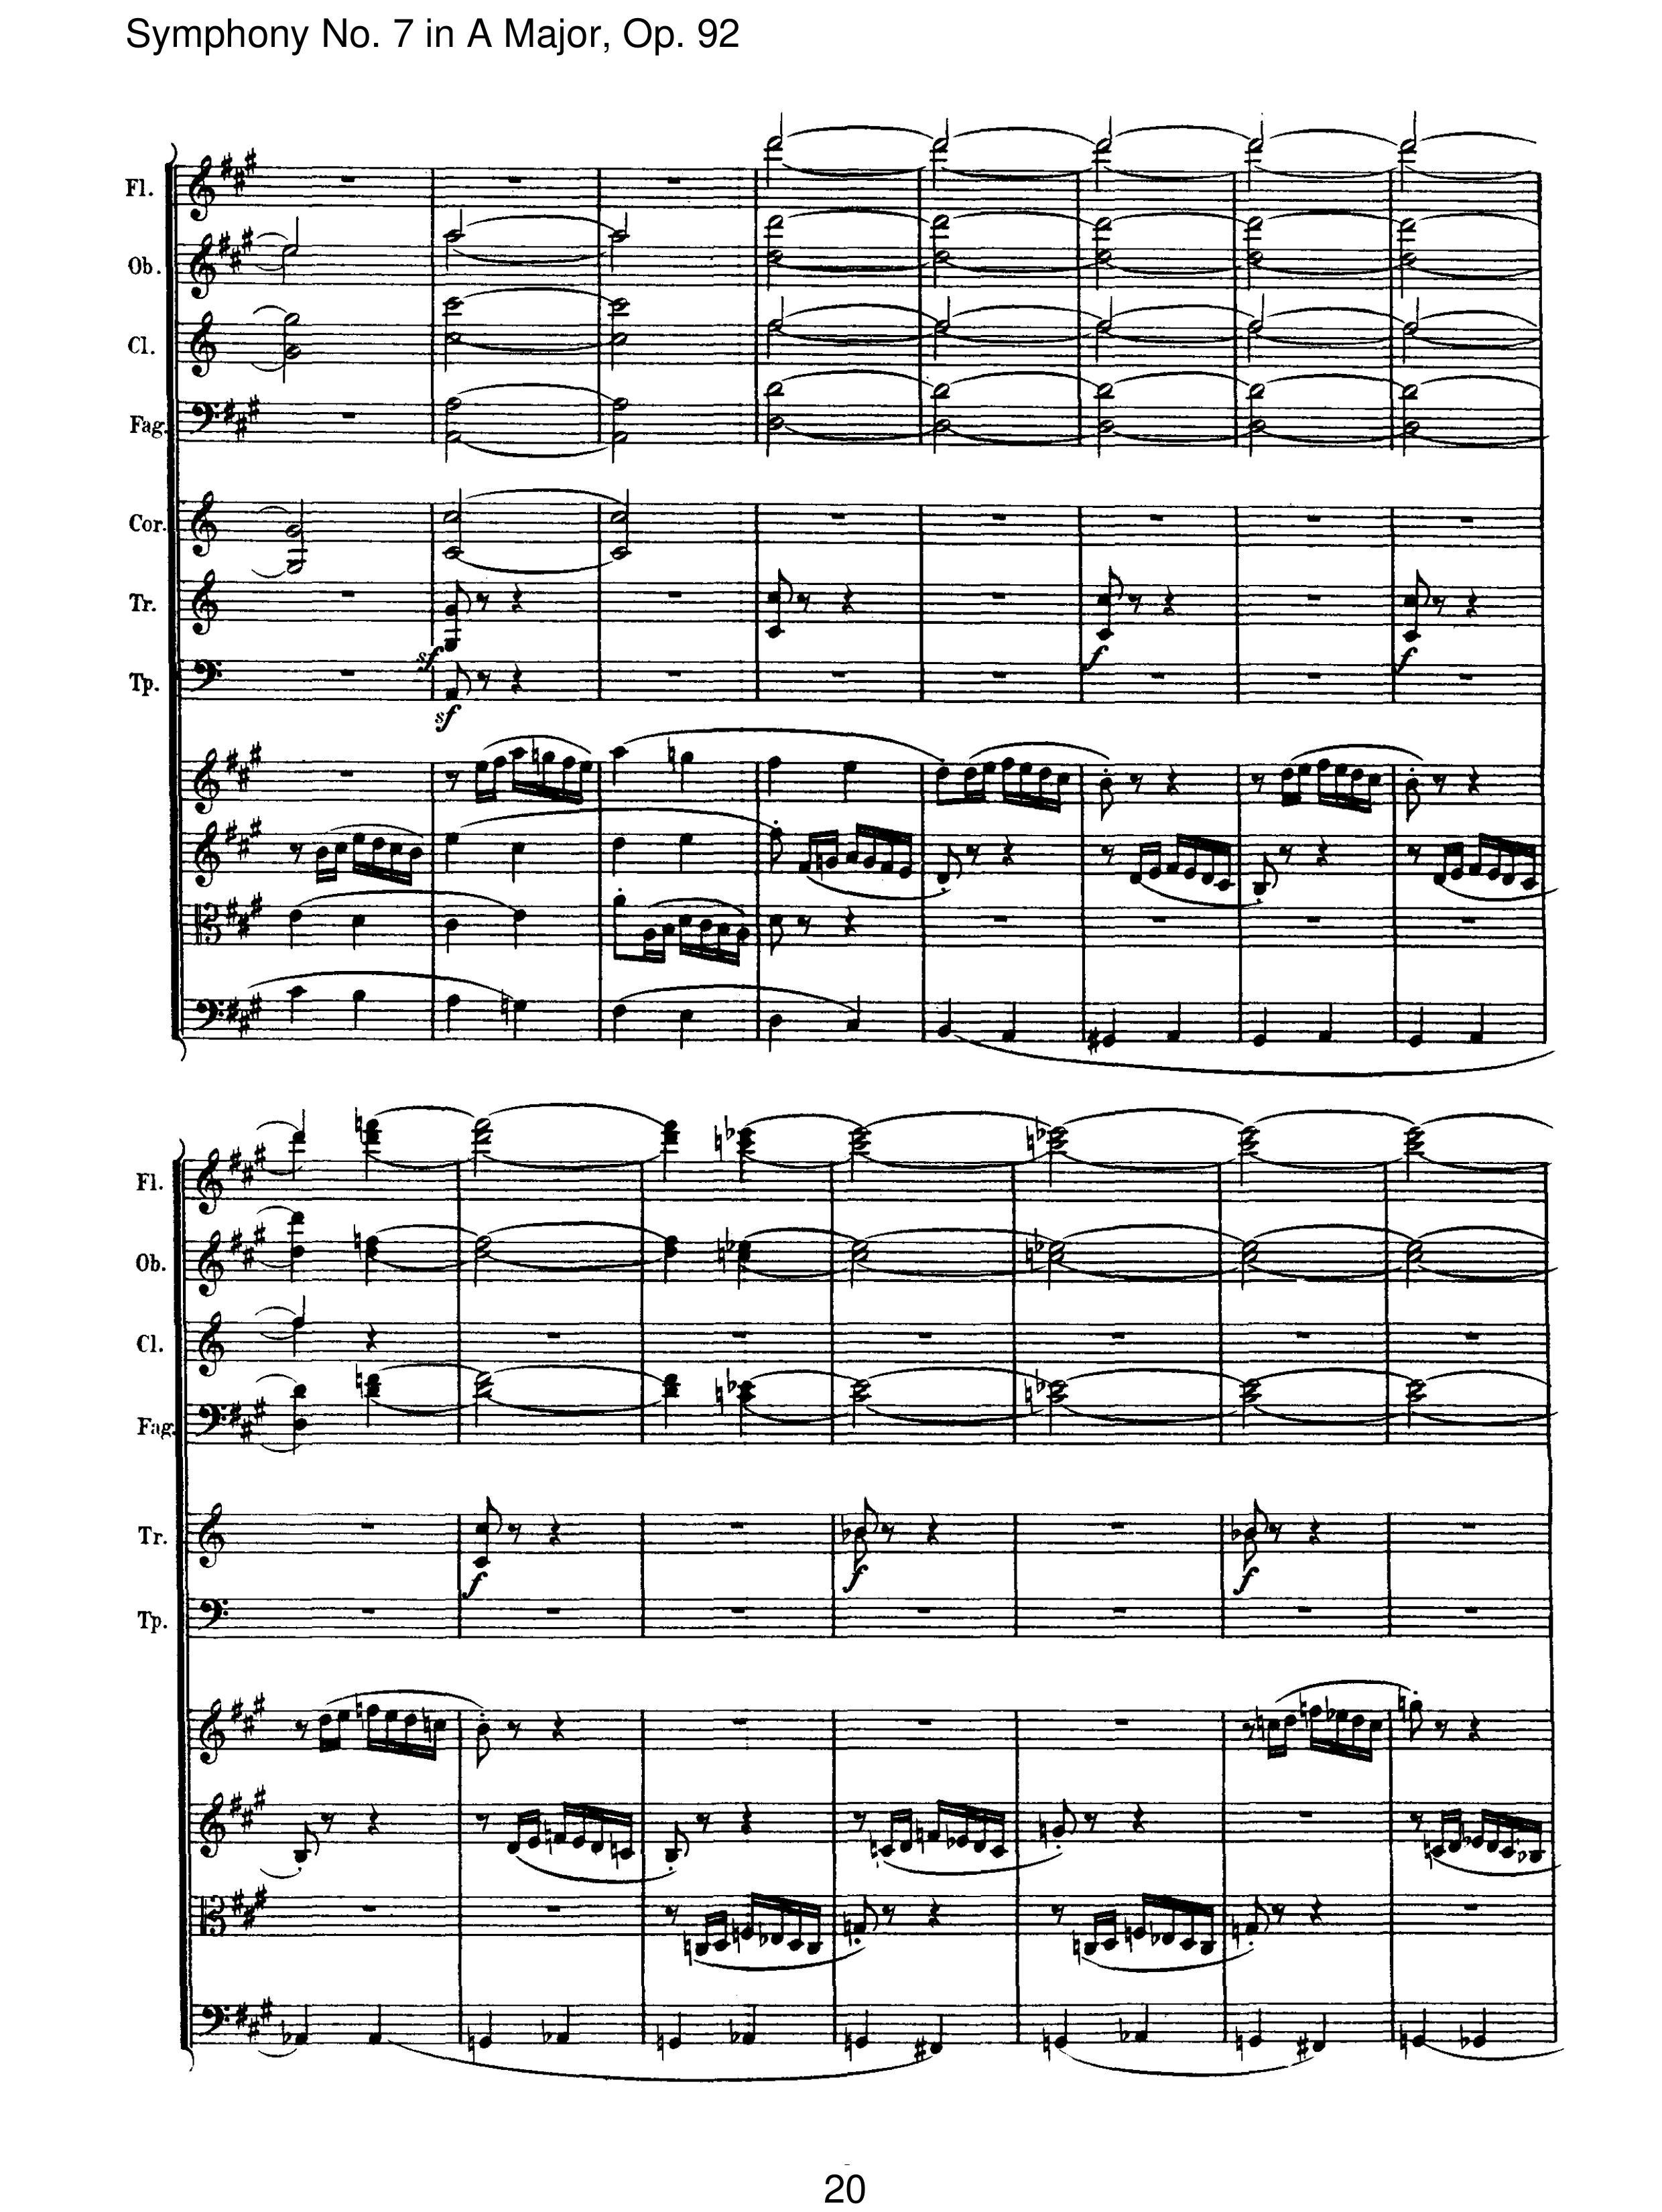 Symphony No. 7 in A Major, Op. 92
Fl.
Ob.
Cl.
Fag.
Cor.
Tr.
sf
f
f
Tp.
sf
Fl.
Ob.
Cl.
Fag.
Tr.
f
f
f
Tp.
20